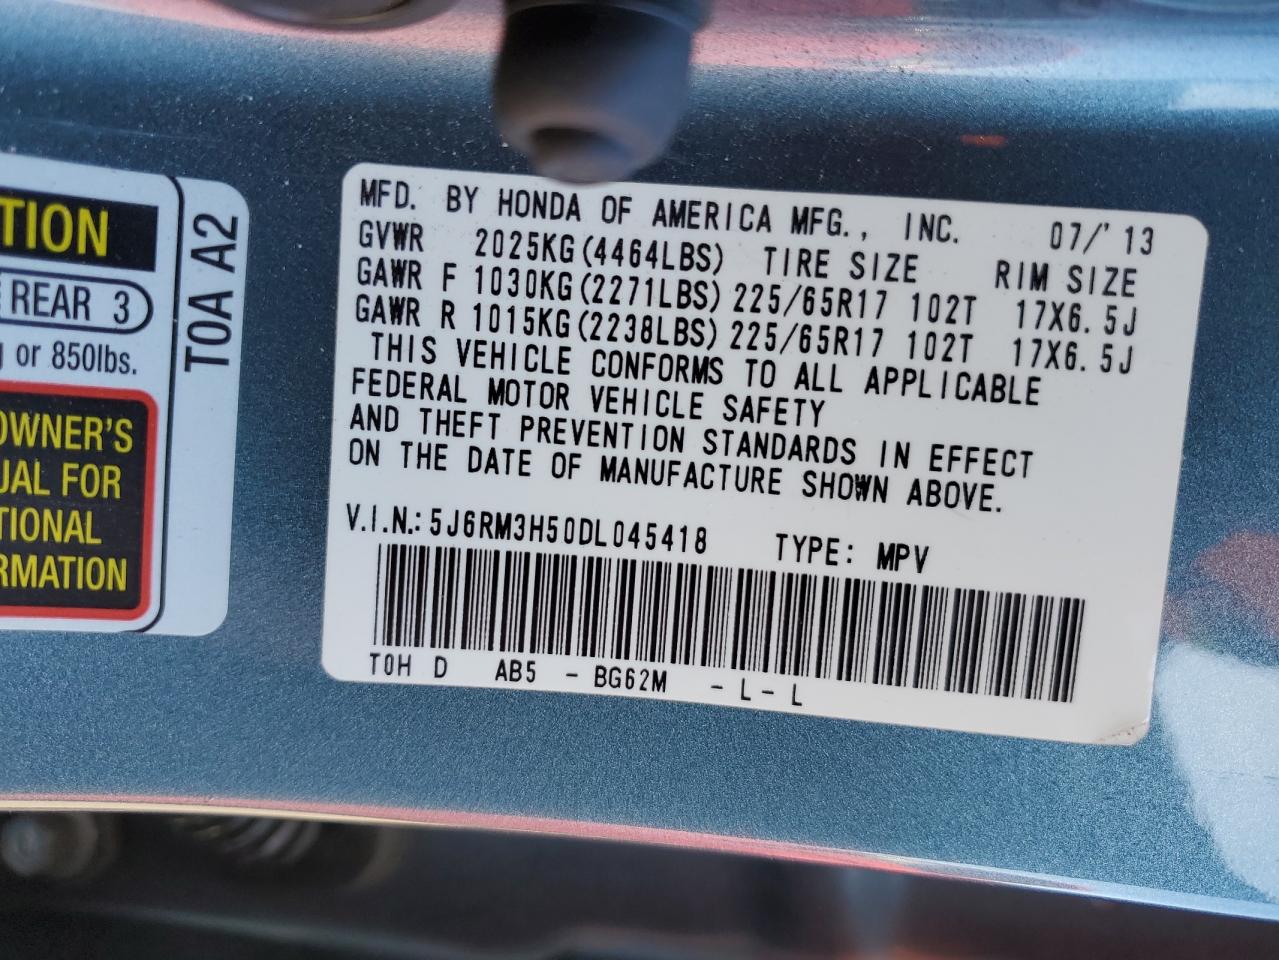 TION
REAR 3
or 850lbs.
OWNER'S
UAL FOR
TIONAL
RMATION
T0A A2
MFD. BY HONDA OF AMERICA MFG., INC. 07/'13
GVWR 2025KG(4464LBS) TIRE SIZE RIM SIZE
GAWR F 1030KG(2271LBS) 225/65R17 102T 17X6.5J
GAWR R 1015KG(2238LBS) 225/65R17 102T 17X6.5J
THIS VEHICLE CONFORMS TO ALL APPLICABLE
FEDERAL MOTOR VEHICLE SAFETY
AND THEFT PREVENTION STANDARDS IN EFFECT
ON THE DATE OF MANUFACTURE SHOWN ABOVE.
V.I.N.: 5J6RM3H50DL045418 TYPE: MPV
T0H D AB5 - BG62M - L - L